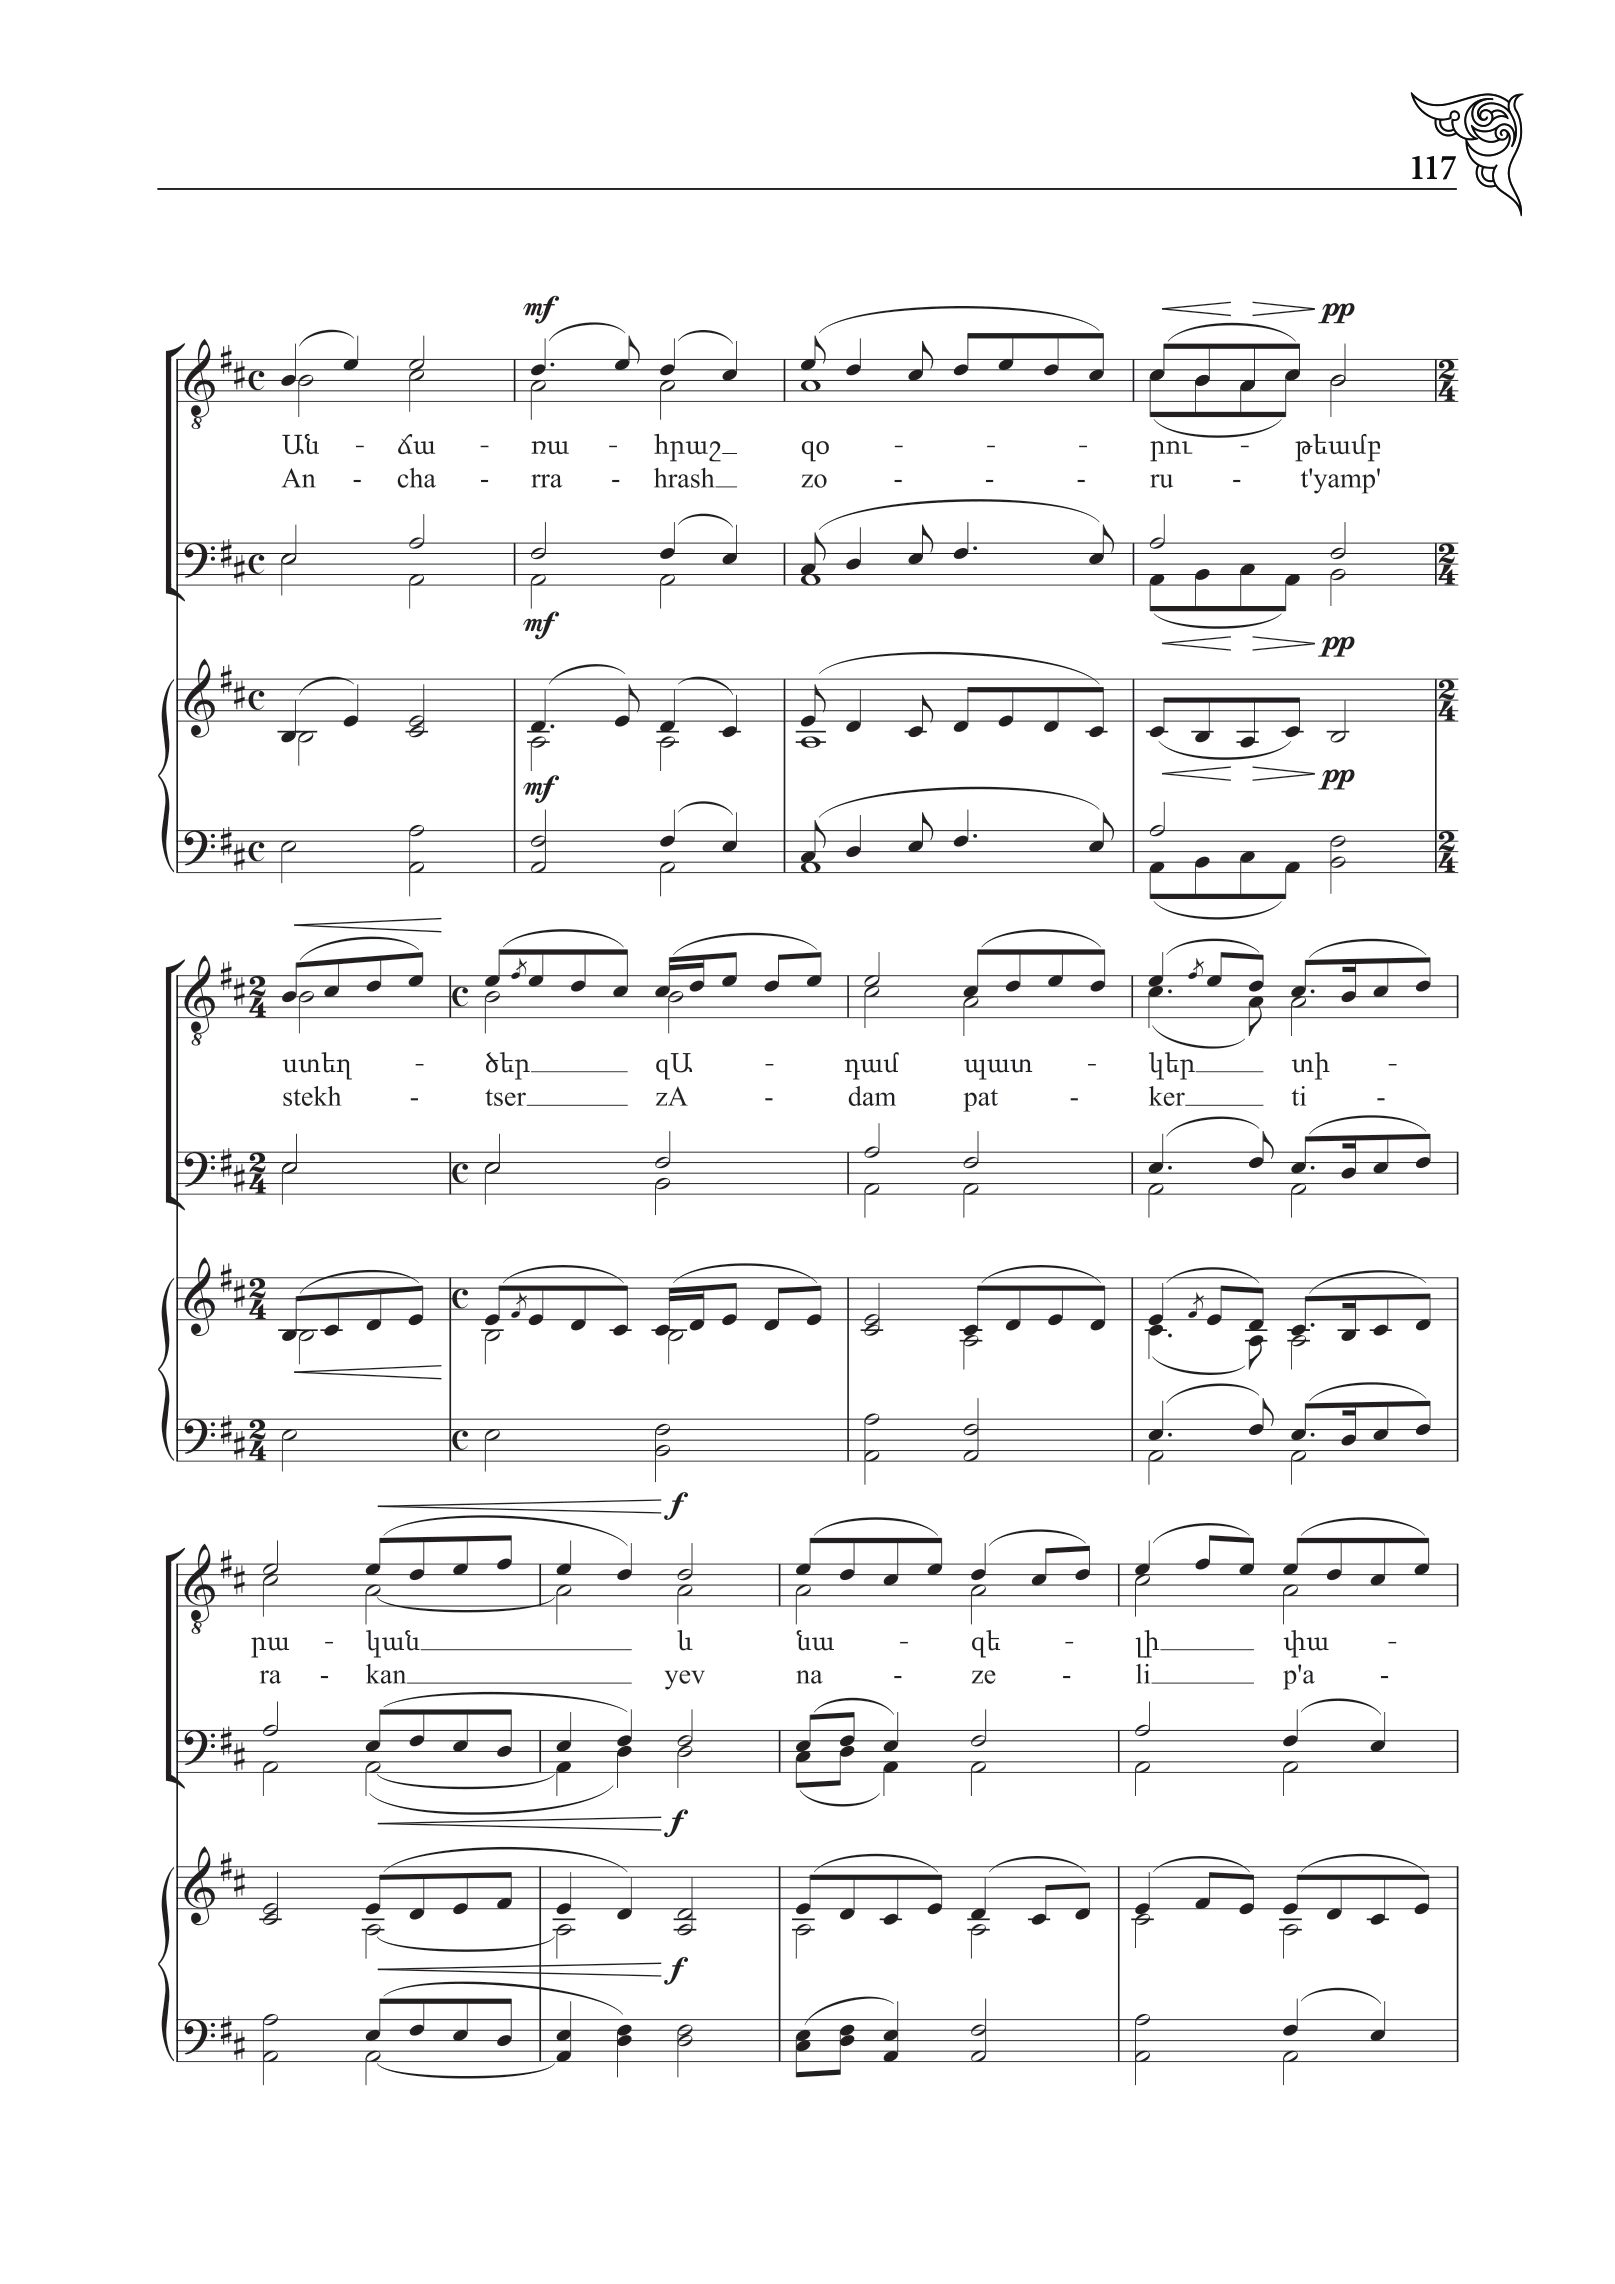 117
mf
pp
Ան - ճա - ռա - հրաշ_ զօ - - - րու - թեամբ
An - cha - rra - hrash_ zo - - - ru - t'yamp'
mf
pp
mf
pp
ստեղ - ծեր_ զԱ - դամ պատ - կեր_ տի -
stekh - tser_ zA - dam pat - ker_ ti -
f
րա - կան_ և նա - զե - լի_ փա -
ra - kan_ yev na - ze - li_ p'a -
f
f